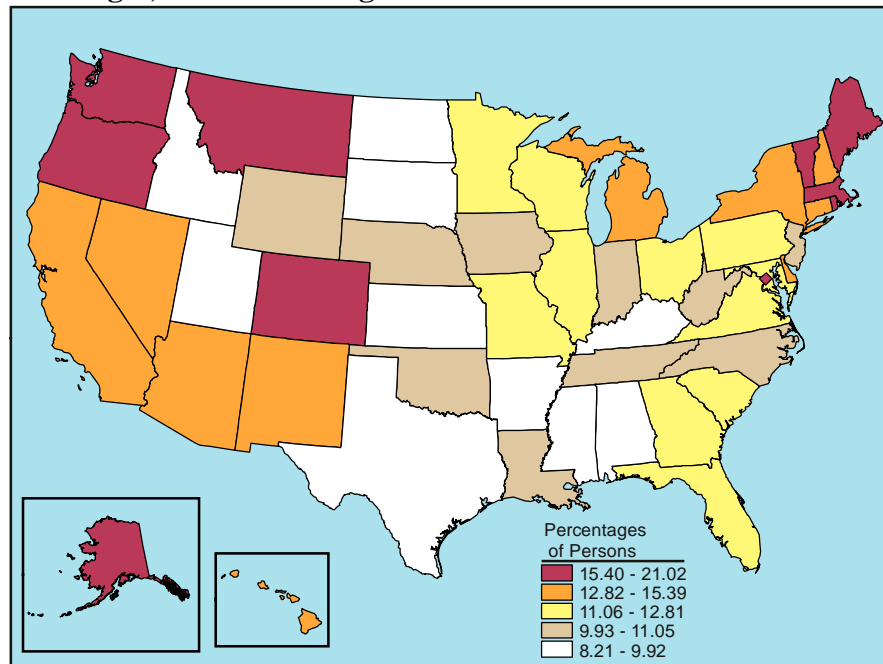 Percentages
of Persons
15.40 - 21.02
12.82 - 15.39
11.06 - 12.81
9.93 - 11.05
8.21 - 9.92